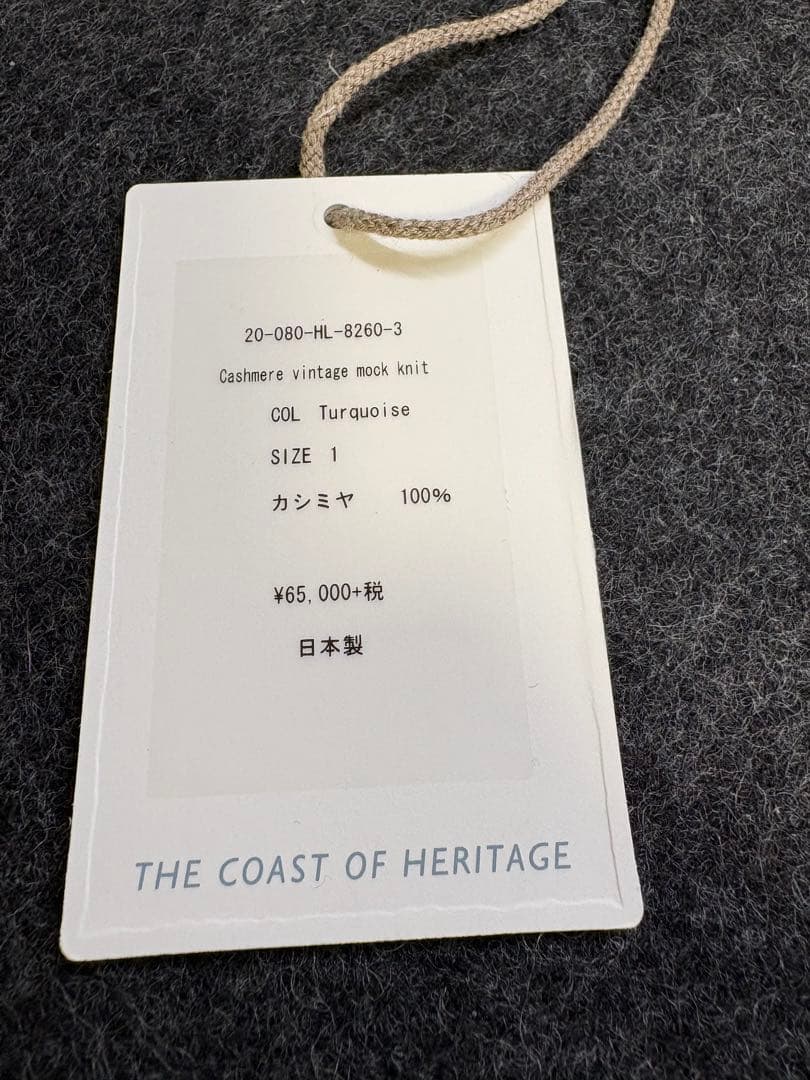 20-080-HL-8260-3
Cashmere vintage mock knit
COL Turquoise
SIZE 1
カシミヤ 100%
¥65,000+税
日本製
THE COAST OF HERITAGE